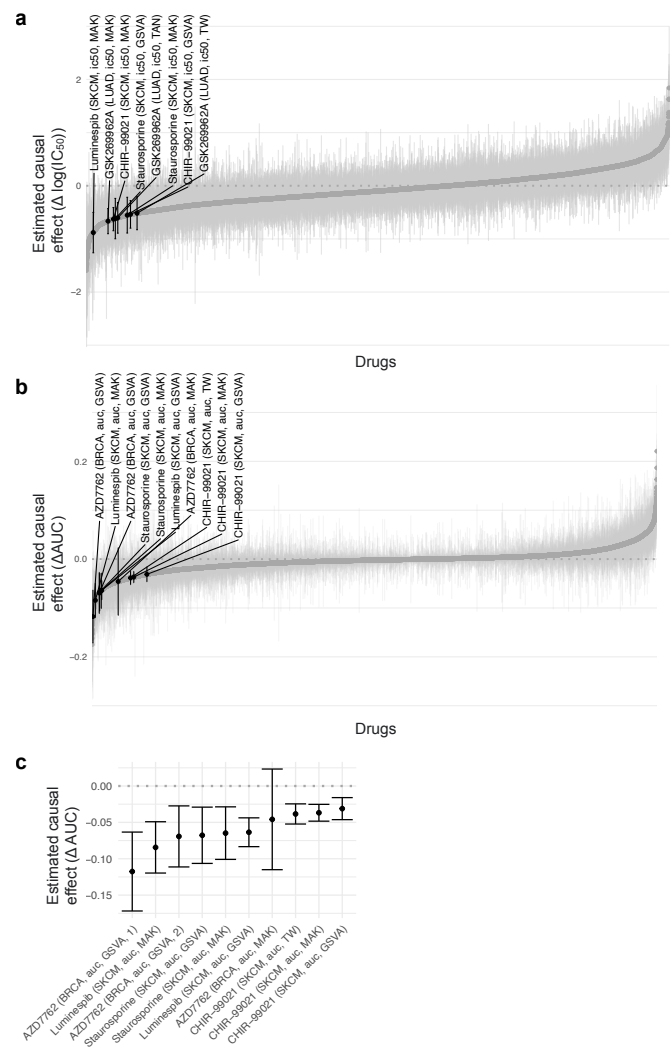 a
Luminespib (SKCM, ic50, MAK)
GSK269962A (LUAD, ic50, MAK)
CHIR−99021 (SKCM, ic50, MAK)
Staurosporine (SKCM, ic50, GSVA)
GSK269962A (LUAD, ic50, TAN)
Staurosporine (SKCM, ic50, MAK)
CHIR−99021 (SKCM, ic50, GSVA)
GSK269962A (LUAD, ic50, TW)
Estimated causal
effect (Δ log(IC50))
2
0
−2
Drugs
b
AZD7762 (BRCA, auc, GSVA)
Luminespib (SKCM, auc, MAK)
AZD7762 (BRCA, auc, GSVA)
Staurosporine (SKCM, auc, GSVA)
Staurosporine (SKCM, auc, MAK)
Luminespib (SKCM, auc, GSVA)
AZD7762 (BRCA, auc, MAK)
CHIR−99021 (SKCM, auc, TW)
CHIR−99021 (SKCM, auc, MAK)
CHIR−99021 (SKCM, auc, GSVA)
Estimated causal
effect (ΔAUC)
0.2
0.0
−0.2
Drugs
c
Estimated causal
effect (Δ AUC)
0.00
−0.05
−0.10
−0.15
AZD7762 (BRCA, auc, GSVA, 1)
Luminespib (SKCM, auc, MAK)
AZD7762 (BRCA, auc, GSVA, 2)
Staurosporine (SKCM, auc, GSVA)
Staurosporine (SKCM, auc, MAK)
Luminespib (SKCM, auc, GSVA)
AZD7762 (BRCA, auc, MAK)
CHIR−99021 (SKCM, auc, TW)
CHIR−99021 (SKCM, auc, MAK)
CHIR−99021 (SKCM, auc, GSVA)